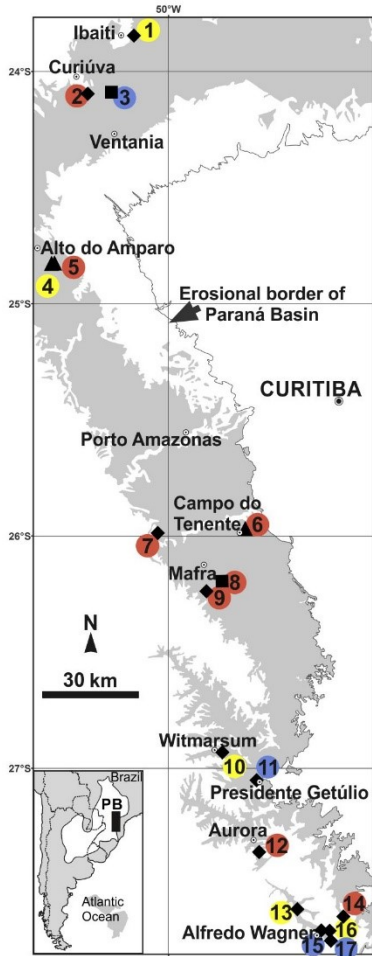 Ibaiti
1
24°S
50°W
Curiúva
2
3
Ventania
Alto do Amparo
5
4
25°S
Erosional border of
Paraná Basin
CURITIBA
Porto Amazonas
Campo do
Tenente
6
26°S
7
Mafra
8
9
N
30 km
Witmarsum
10
11
27°S
Presidente Getúlio
Brazil
PB
Aurora
12
Atlantic
Ocean
13
14
Alfredo Wagner
16
15
17